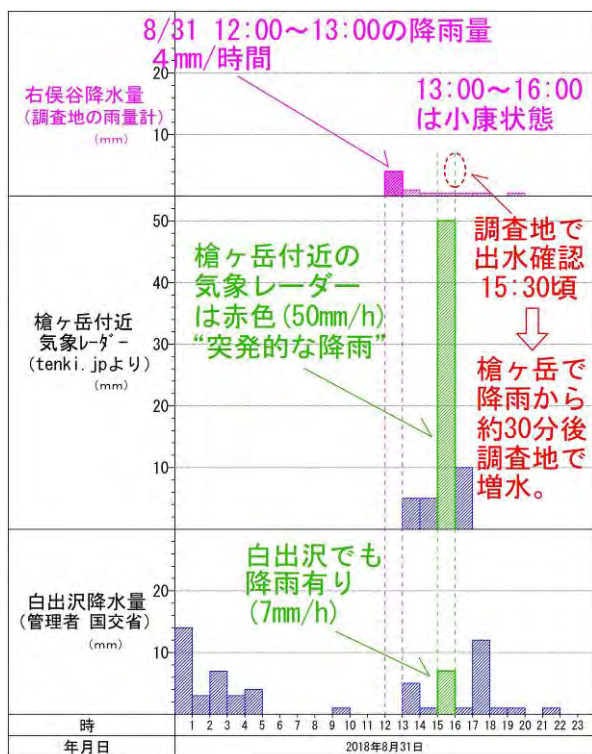 8/31 12:00～13:00の降雨量
4mm/時間
20
右俣谷降水量
(調査地の雨量計)
(mm)
10
13:00～16:00
は小康状態
調査地で
出水確認
15:30頃
槍ヶ岳で
降雨から
約30分後
調査地で
増水。
50
40
30
20
10
槍ヶ岳付近の
気象レーダー
は赤色(50mm/h)
“突発的な降雨”
槍ヶ岳付近
気象ﾚｰﾀﾞｰ
(tenki.jpより)
(mm)
白出沢でも
降雨有り
(7mm/h)
20
白出沢降水量
(管理者 国交省)
(mm)
10
時
1 2 3 4 5 6 7 8 9 10 11 12 13 14 15 16 17 18 19 20 21 22 23
年月日
2018年8月31日